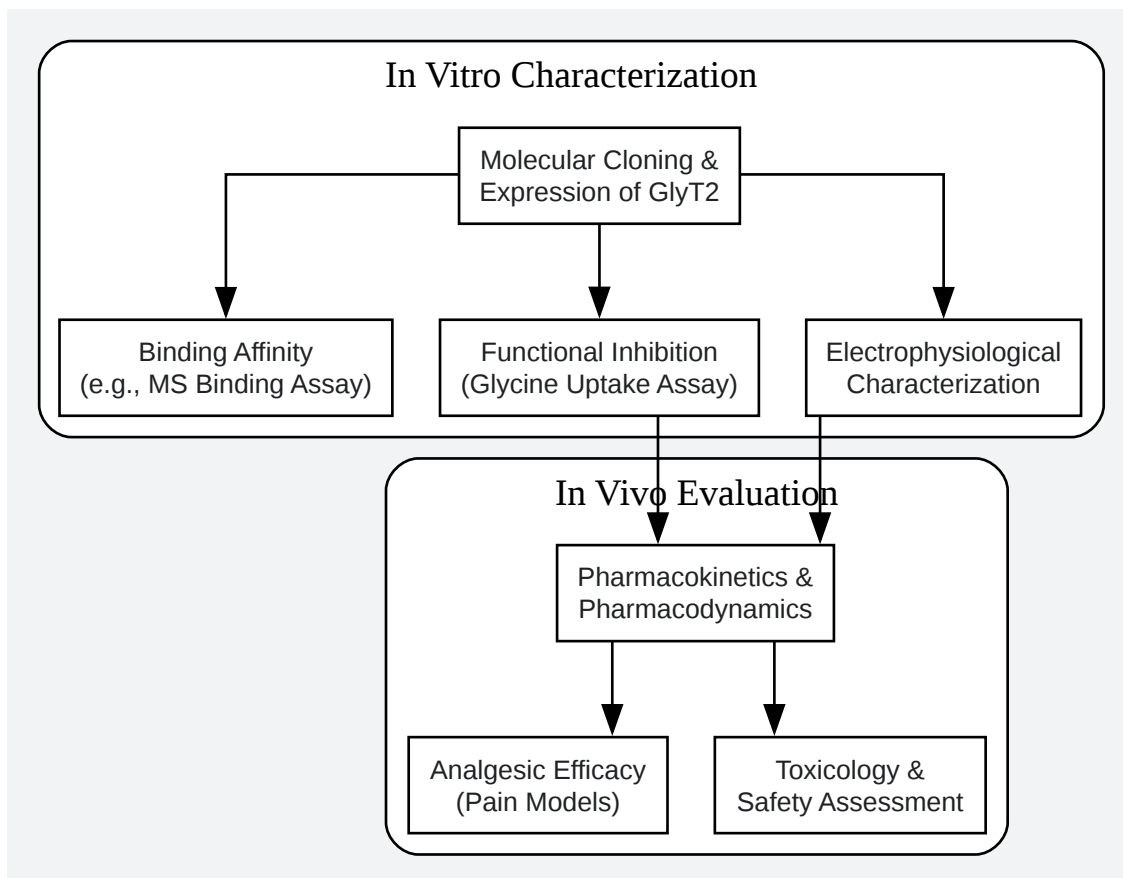 In Vitro Characterization
Molecular Cloning &
Expression of GlyT2
Binding Affinity
(e.g., MS Binding Assay)
Functional Inhibition
(Glycine Uptake Assay)
Electrophysiological
Characterization
In Vivo Evaluation
Pharmacokinetics &
Pharmacodynamics
Analgesic Efficacy
(Pain Models)
Toxicology &
Safety Assessment